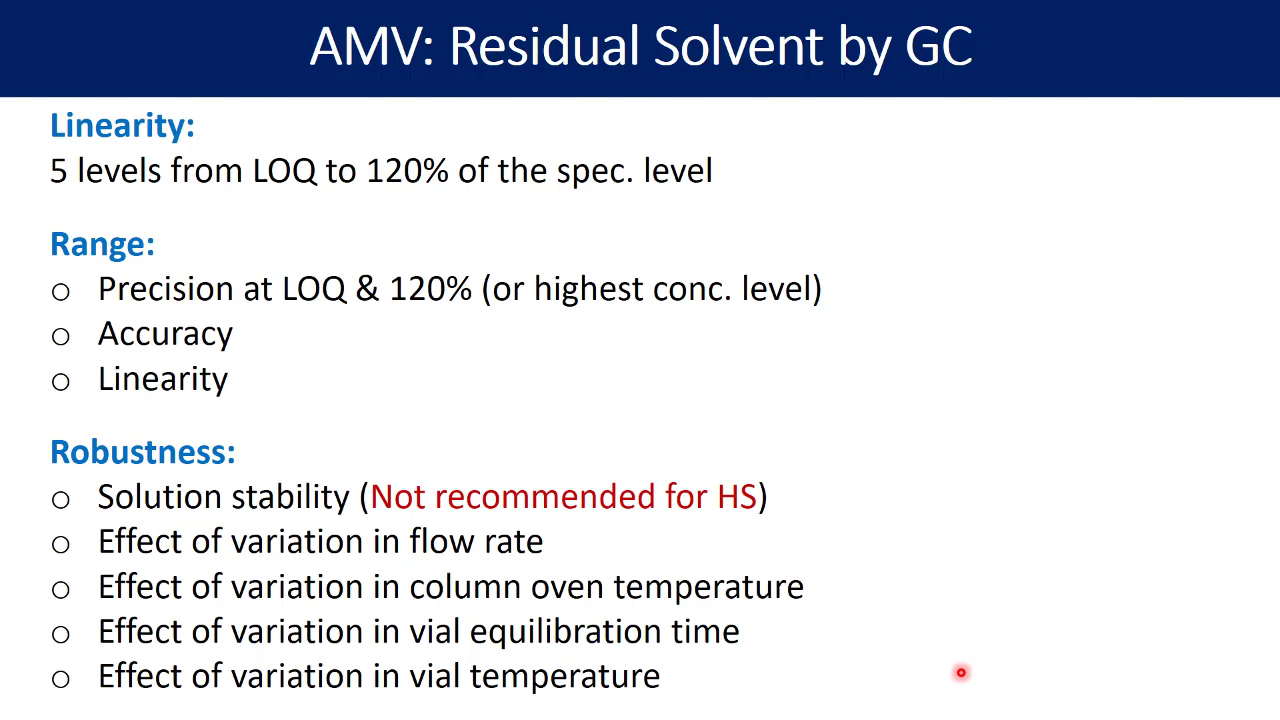 AMV: Residual Solvent by GC
Linearity:
5 levels from LOQ to 120% of the spec. level
Range:
o Precision at LOQ & 120% (or highest conc. level)
o Accuracy
o Linearity
Robustness:
o Solution stability (Not recommended for HS)
o Effect of variation in flow rate
o Effect of variation in column oven temperature
o Effect of variation in vial equilibration time
o Effect of variation in vial temperature